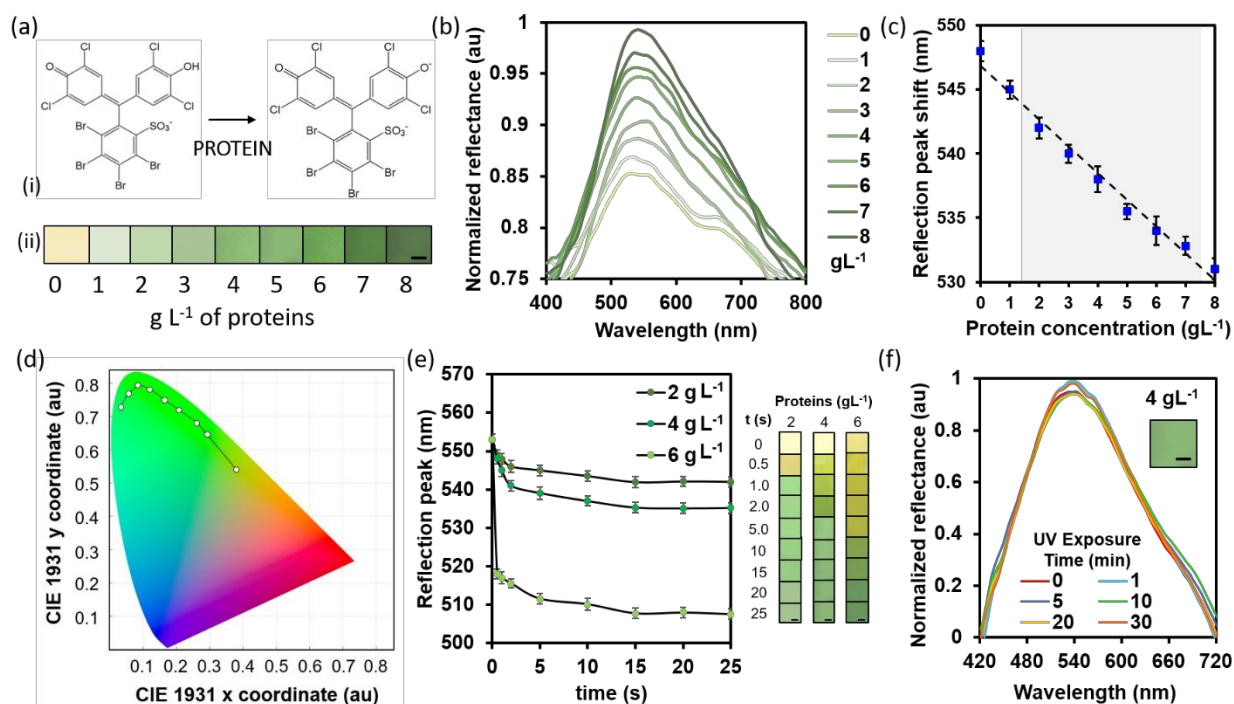 (a)
Cl
Cl
O
OH
Cl
Cl
Br
SO₃⁻
Br
Br
Br
PROTEIN
Cl
Cl
O
O⁻
Cl
Cl
Br
SO₃⁻
Br
Br
Br
(i)
(ii)
0 1 2 3 4 5 6 7 8
g L⁻¹ of proteins
(b)
Normalized reflectance (au)
1
0.95
0.9
0.85
0.8
0.75
400 500 600 700 800
Wavelength (nm)
0
1
2
3
4
5
6
7
8
gL⁻¹
(c)
Reflection peak shift (nm)
550
545
540
535
530
0 1 2 3 4 5 6 7 8
Protein concentration (gL⁻¹)
(d)
CIE 1931 y coordinate (au)
0.8
0.7
0.6
0.5
0.4
0.3
0.2
0.1
0.1 0.2 0.3 0.4 0.5 0.6 0.7 0.8
CIE 1931 x coordinate (au)
(e)
Reflection peak (nm)
570
560
550
540
530
520
510
500
0 5 10 15 20 25
time (s)
2 g L⁻¹
4 g L⁻¹
6 g L⁻¹
Proteins (gL⁻¹)
t (s) 2 4 6
0
0.5
1.0
2.0
5.0
10
15
20
25
(f)
Normalized reflectance (au)
1
0.8
0.6
0.4
0.2
0
420 480 540 600 660 720
Wavelength (nm)
4 gL⁻¹
UV Exposure
Time (min)
0 1
5 10
20 30